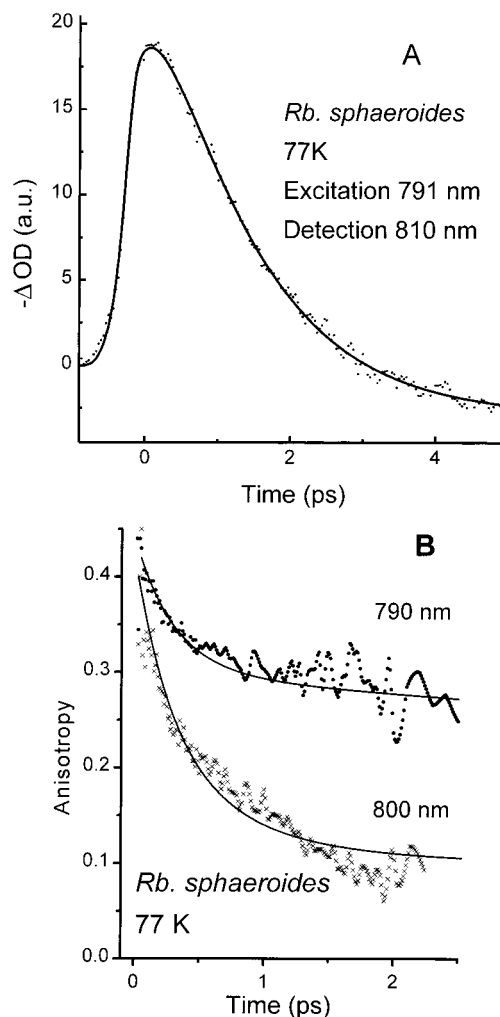 20
A
15
Rb. sphaeroides
77K
10
Excitation 791 nm
Detection 810 nm
-Δ OD (a.u.)
5
0
0 2 4
Time (ps)
B
0.4
790 nm
0.3
0.2
Anisotropy
800 nm
0.1
Rb. sphaeroides
77 K
0.0
0 1 2
Time (ps)